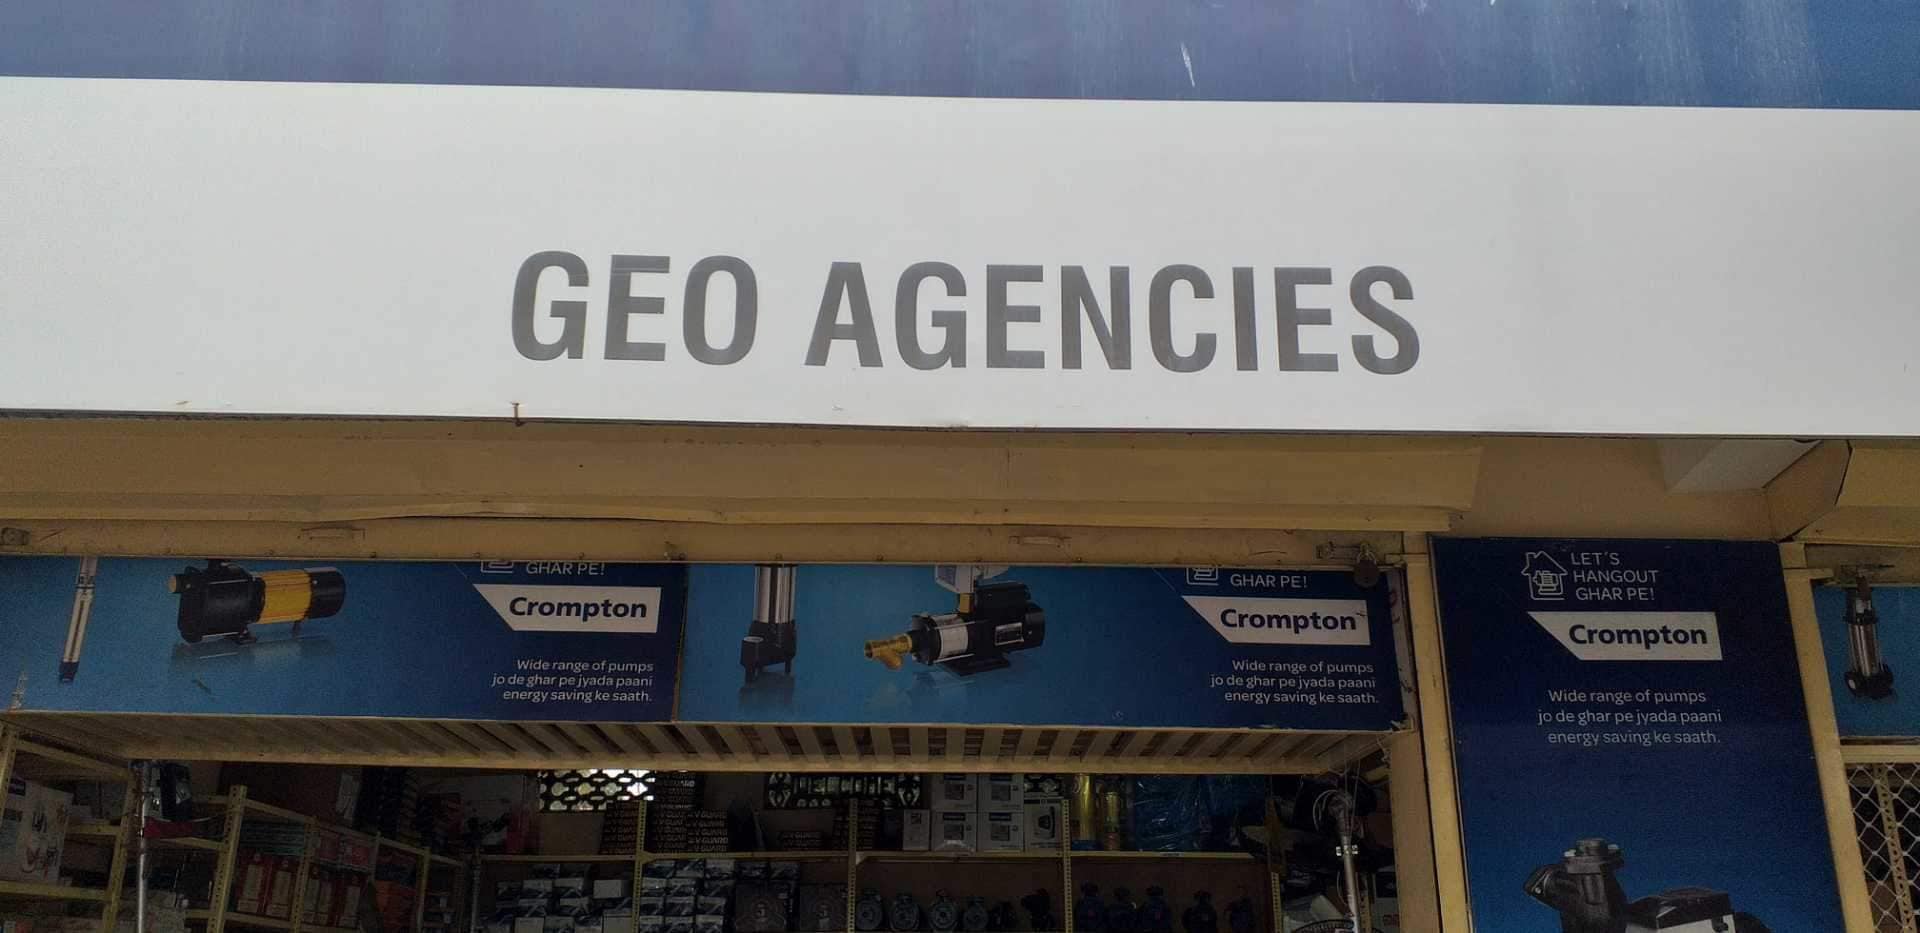 GEO AGENCIES
GHAR PE!
Crompton
Wide range of pumps
jo de ghar pe jyada paani
energy saving ke saath.
GHAR PE!
Crompton
Wide range of pumps
jo de ghar pe jyada paani
energy saving ke saath.
LET'S
HANGOUT
GHAR PE!
Crompton
Wide range of pumps
jo de ghar pe jyada paani
energy saving ke saath.